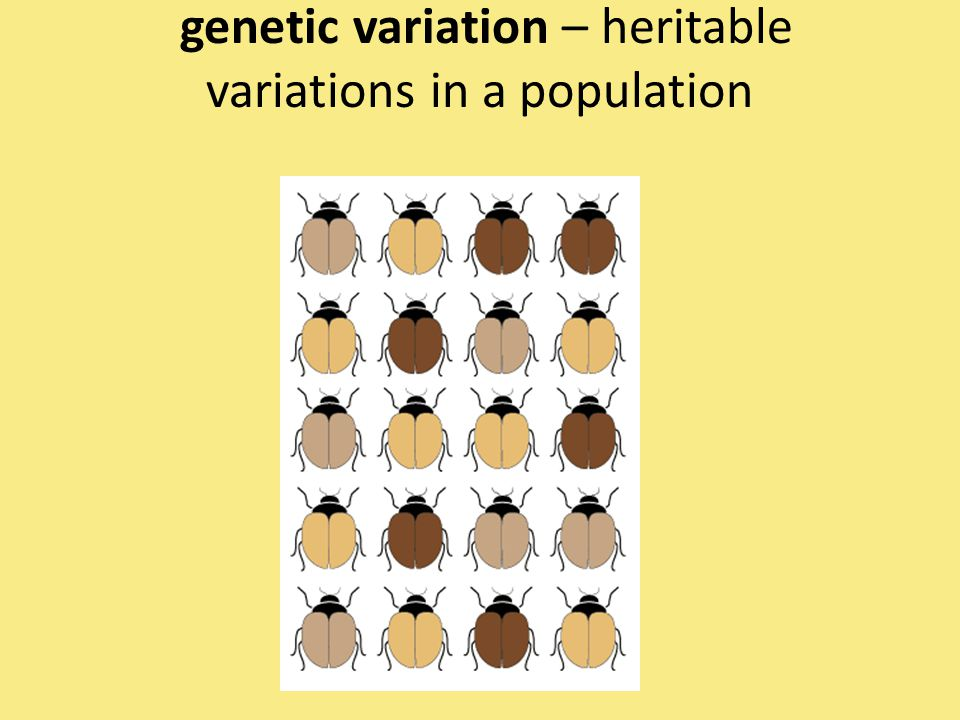 genetic variation – heritable
variations in a population